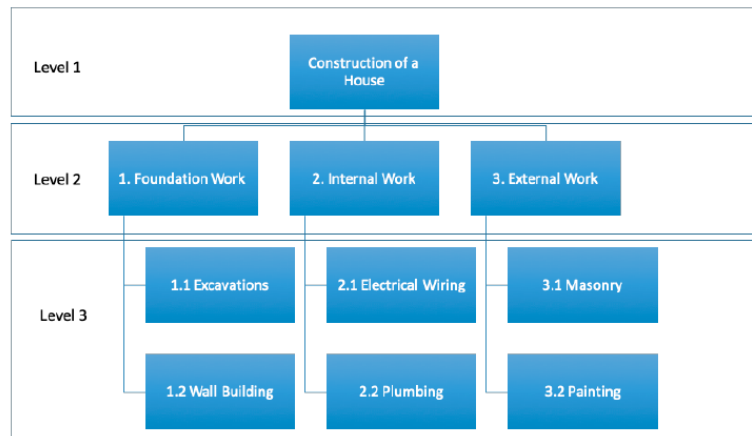 Level 1
Construction of a
House
Level 2
1. Foundation Work
2. Internal Work
3. External Work
Level 3
1.1 Excavations
2.1 Electrical Wiring
3.1 Masonry
1.2 Wall Building
2.2 Plumbing
3.2 Painting